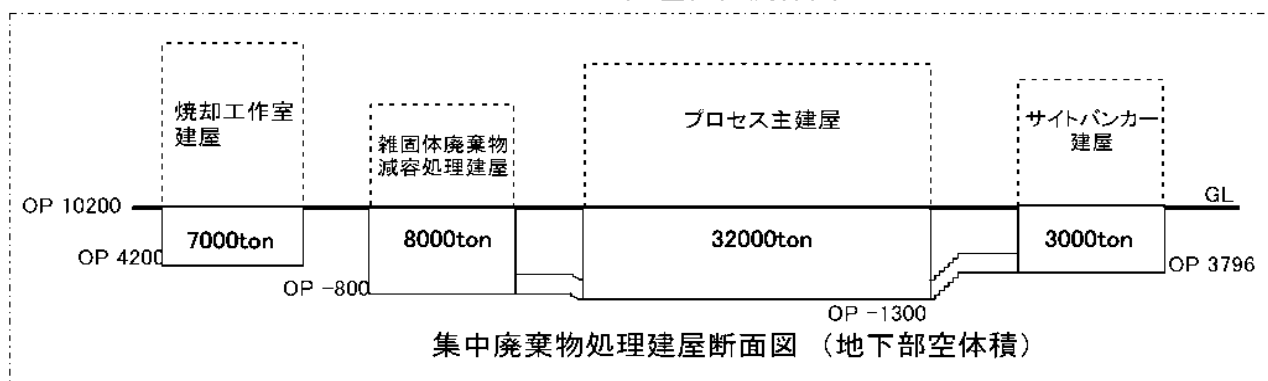 焼却工作室
建屋
雑固体廃棄物
減容処理建屋
プロセス主建屋
サイトバンカー
建屋
OP 10200
GL
7000ton
8000ton
32000ton
3000ton
OP 4200
OP 3796
OP -800
OP -1300
集中廃棄物処理建屋断面図 （地下部空体積）